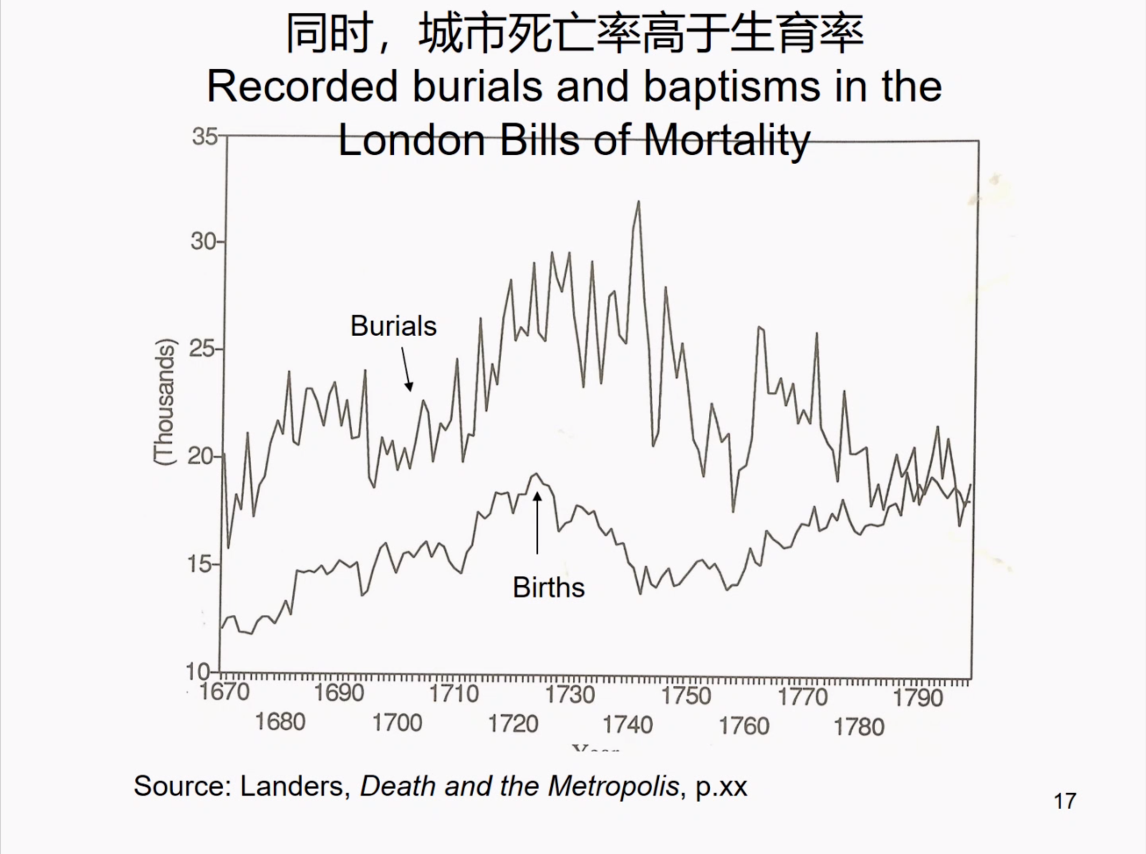 同时，城市死亡率高于生育率
Recorded burials and baptisms in the
London Bills of Mortality
35
30
25
20
15
10
(Thousands)
Burials
Births
1670 1690 1710 1730 1750 1770 1790
1680 1700 1720 1740 1760 1780
Source: Landers, Death and the Metropolis, p.xx
17